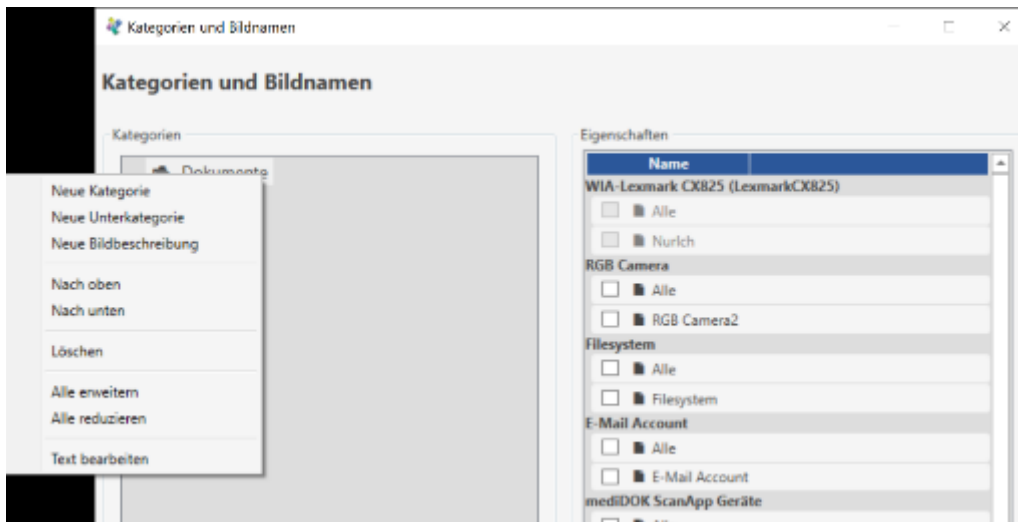 Kategorien und Bildnamen
Kategorien und Bildnamen
Kategorien
Dokumente
Neue Kategorie
Neue Unterkategorie
Neue Bildbeschreibung
Nach oben
Nach unten
Löschen
Alle erweitern
Alle reduzieren
Text bearbeiten
Eigenschaften
Name
WIA-Lexmark CX825 (LexmarkCX825)
Alle
NurIch
RGB Camera
Alle
RGB Camera2
Filesystem
Alle
Filesystem
E-Mail Account
Alle
E-Mail Account
mediDOK ScanApp Geräte